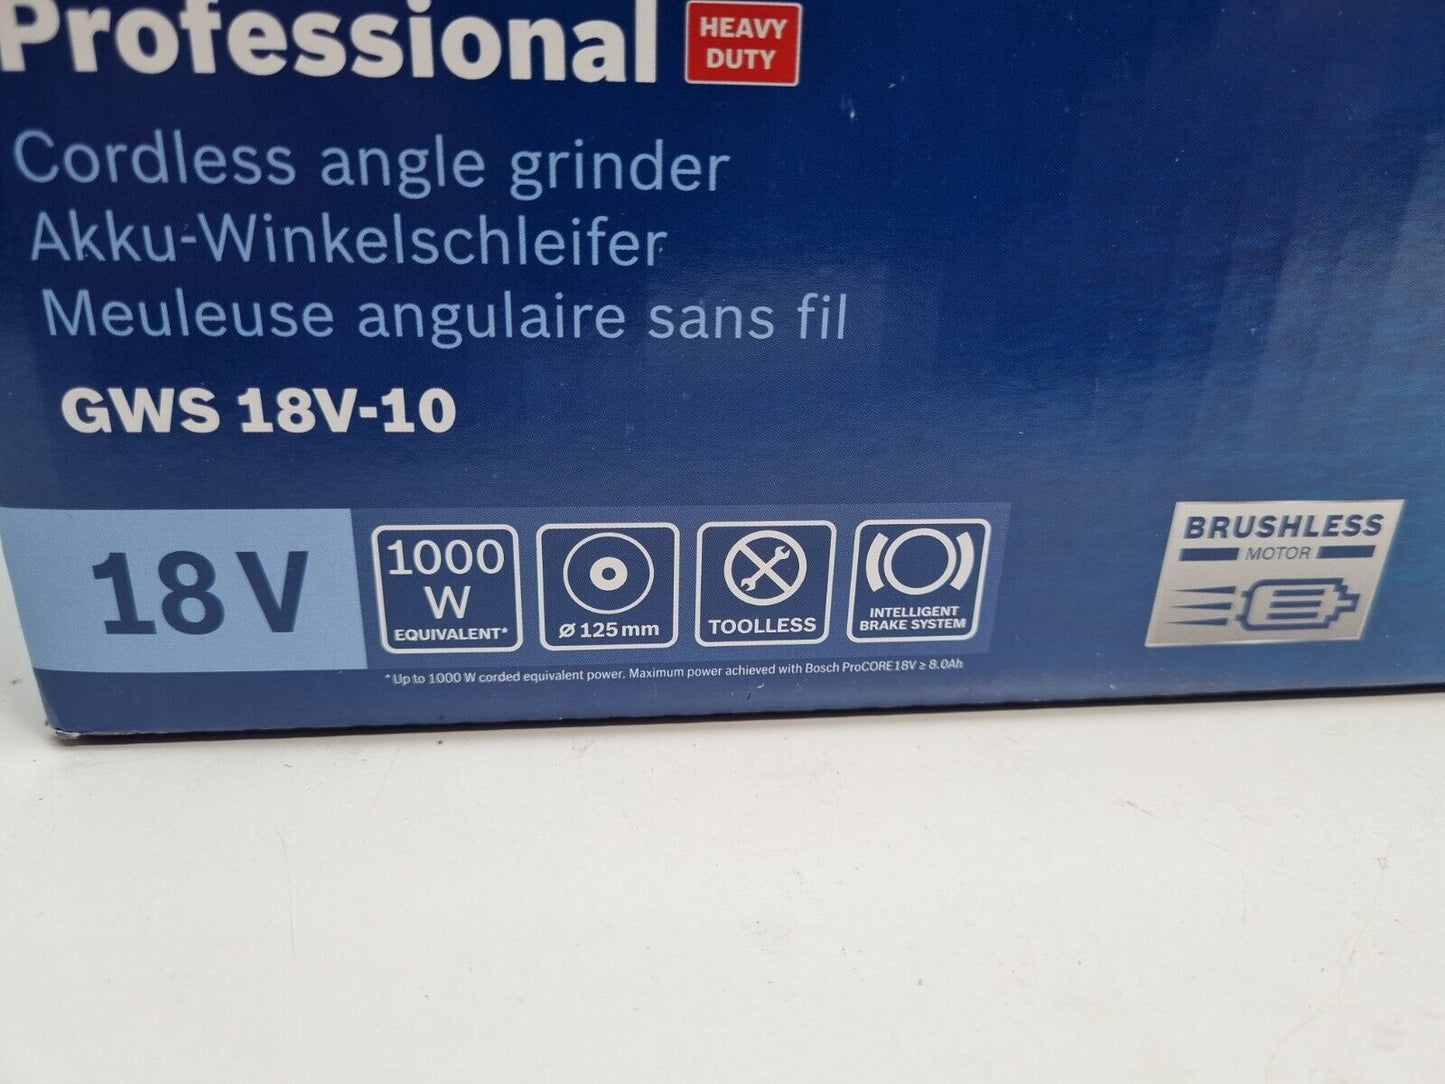 Professional
HEAVY
DUTY
Cordless angle grinder
Akku-Winkelschleifer
Meuleuse angulaire sans fil
GWS 18V-10
18 V
1000
W
EQUIVALENT*
Ø 125 mm
TOOLLESS
INTELLIGENT
BRAKE SYSTEM
* Up to 1000 W corded equivalent power. Maximum power achieved with Bosch ProCORE18V ≥ 8.0Ah
BRUSHLESS
MOTOR